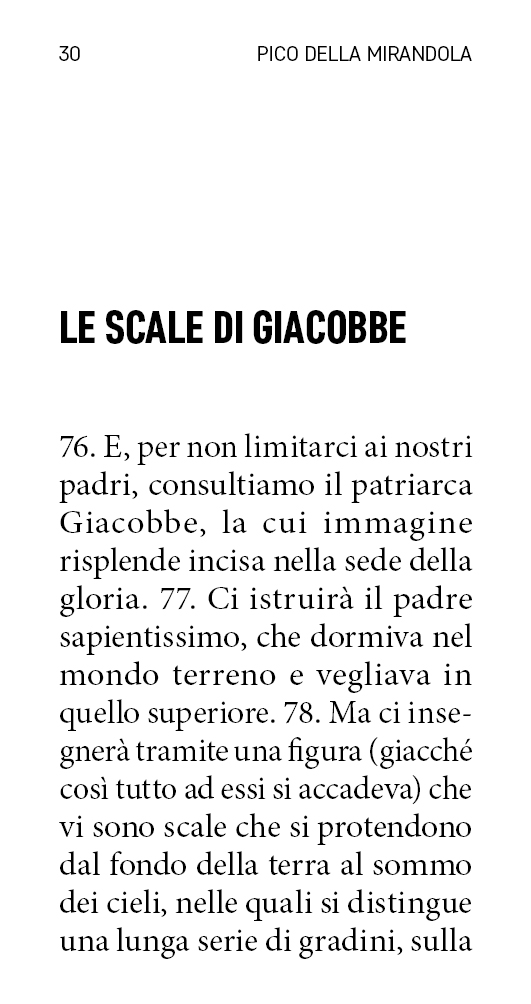 30 PICO DELLA MIRANDOLA
LE SCALE DI GIACOBBE
76. E, per non limitarci ai nostri
padri, consultiamo il patriarca
Giacobbe, la cui immagine
risplende incisa nella sede della
gloria. 77. Ci istruirà il padre
sapientissimo, che dormiva nel
mondo terreno e vegliava in
quello superiore. 78. Ma ci inse-
gnerà tramite una figura (giacché
così tutto ad essi si accadeva) che
vi sono scale che si protendono
dal fondo della terra al sommo
dei cieli, nelle quali si distingue
una lunga serie di gradini, sulla